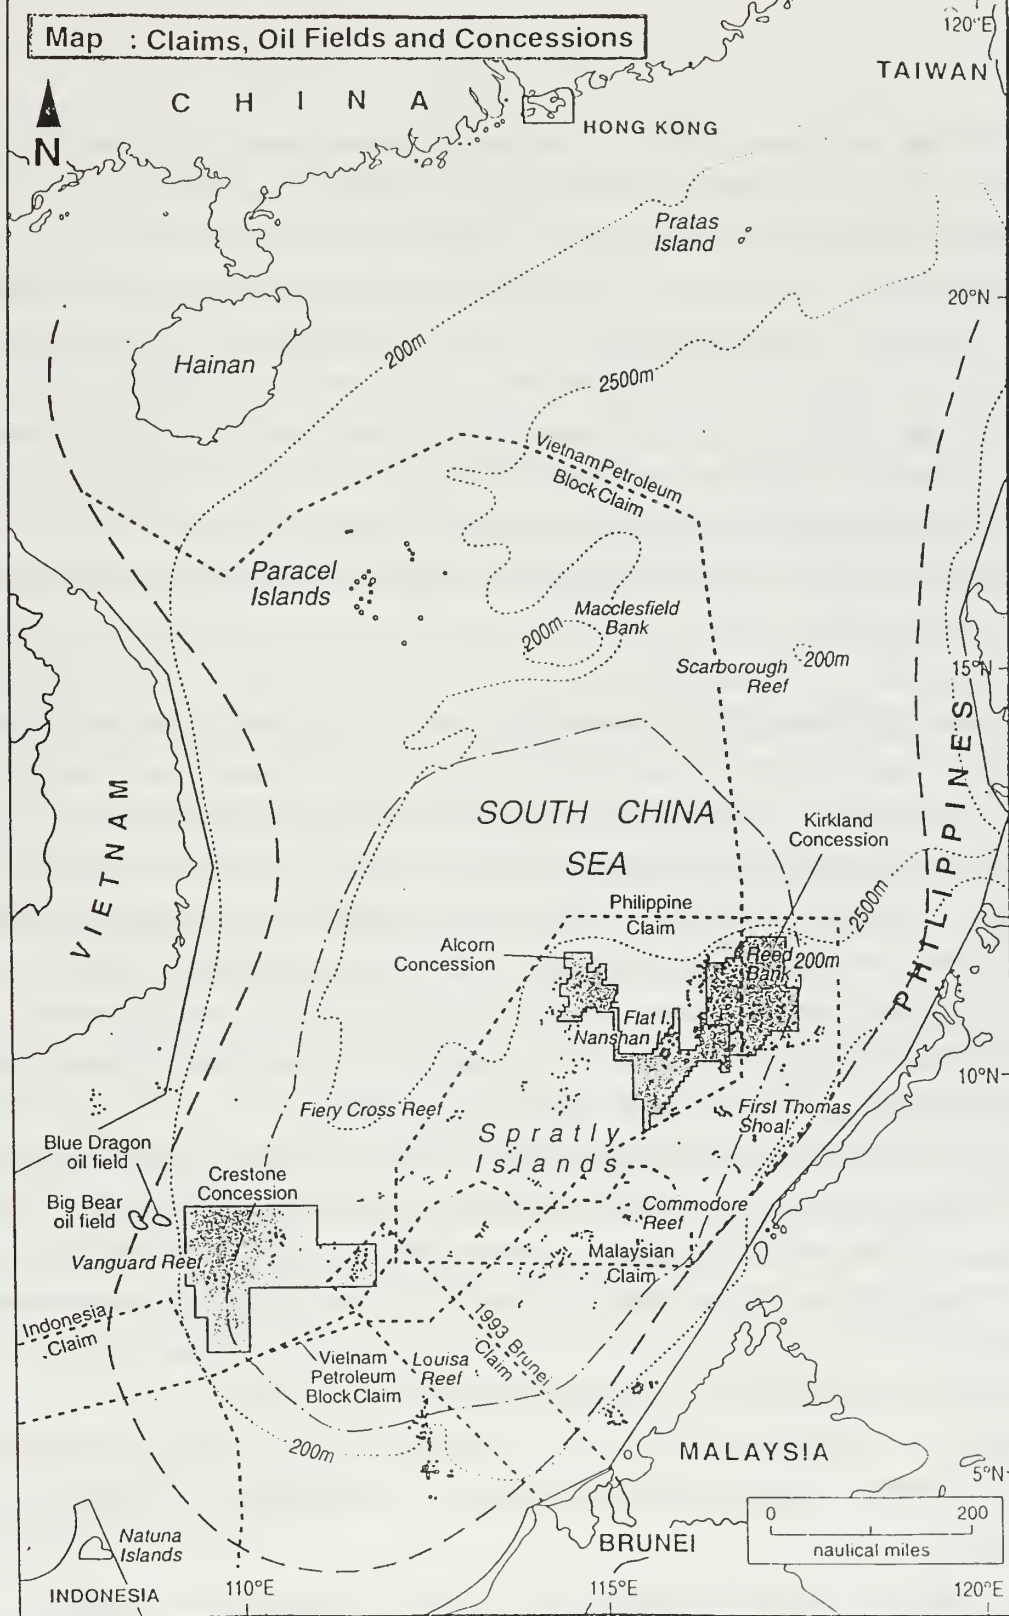 Map : Claims, Oil Fields and Concessions
120°E
TAIWAN
CHINA
HONG KONG
N
Pratas
Island
20°N
200m
Hainan
2500m
Vietnam Petroleum
Block Claim
Paracel
Islands
Macclesfield
Bank
200m
Scarborough
Reef
200m
15°N
PHILIPPINES
VIETNAM
SOUTH CHINA
SEA
Kirkland
Concession
2500m
Philippine
Claim
Alcorn
Concession
Reed
Bank
200m
Flat I.
Nanshan I.
10°N
Fiery Cross Reef
First Thomas
Shoal
Spratly
Islands
Blue Dragon
oil field
Crestone
Concession
Big Bear
oil field
Commodore
Reef
Vanguard Reef
Malaysian
Claim
Indonesia
Claim
1993 Brunei
Claim
Vietnam
Petroleum
Block Claim
Louisa
Reef
200m
MALAYSIA
5°N
0 200
nautical miles
BRUNEI
Natuna
Islands
INDONESIA
110°E
115°E
120°E